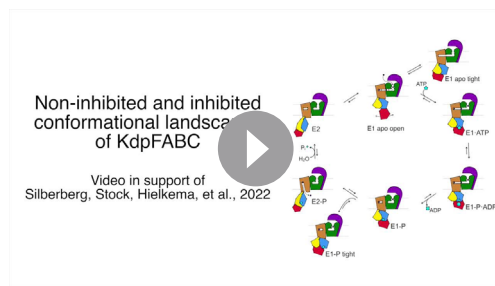 Non-inhibited and inhibited
conformational
of KdpFABC
Video in support of
Silberberg, Stock, Hielkema, et al., 2022
E1 apo tight
ATP
E2
E1 apo open
E1·ATP
H₂O
E2-P
E1-P
ADP
E1-P·ADP
E1-P tight